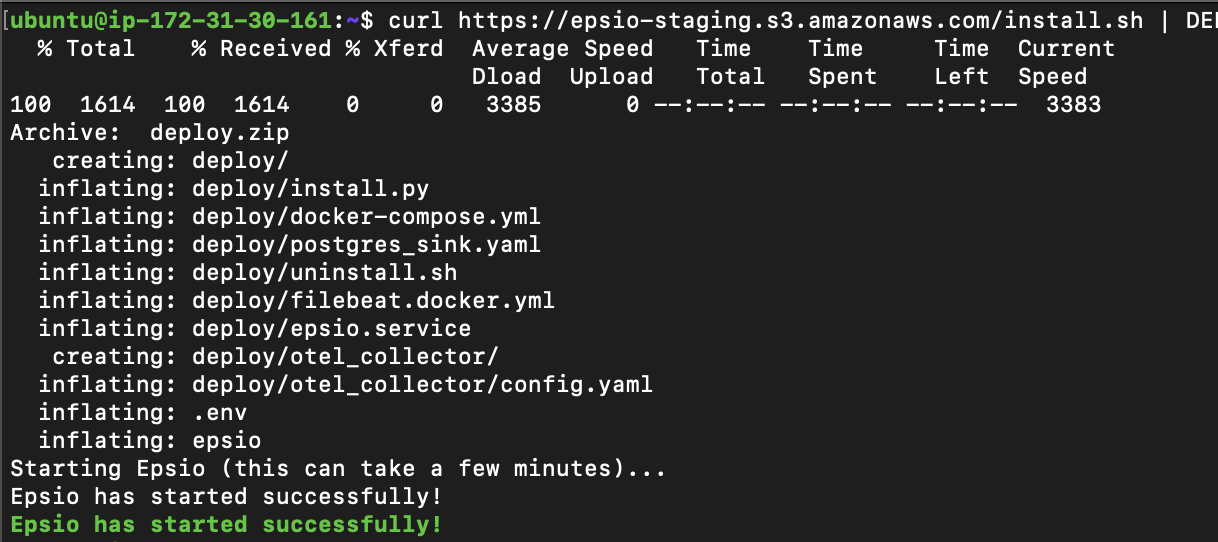 [ubuntu@ip-172-31-30-161:~$ curl https://epsio-staging.s3.amazonaws.com/install.sh |
  % Total    % Received % Xferd  Average Speed   Time    Time     Time  Current
                                 Dload  Upload   Total   Spent    Left  Speed
100  1614  100  1614    0     0   3385      0 --:--:-- --:--:-- --:--:--  3383
Archive:  deploy.zip
   creating: deploy/
  inflating: deploy/install.py
  inflating: deploy/docker-compose.yml
  inflating: deploy/postgres_sink.yaml
  inflating: deploy/uninstall.sh
  inflating: deploy/filebeat.docker.yml
  inflating: deploy/epsio.service
   creating: deploy/otel_collector/
  inflating: deploy/otel_collector/config.yaml
  inflating: .env
  inflating: epsio
Starting Epsio (this can take a few minutes)...
Epsio has started successfully!
Epsio has started successfully!